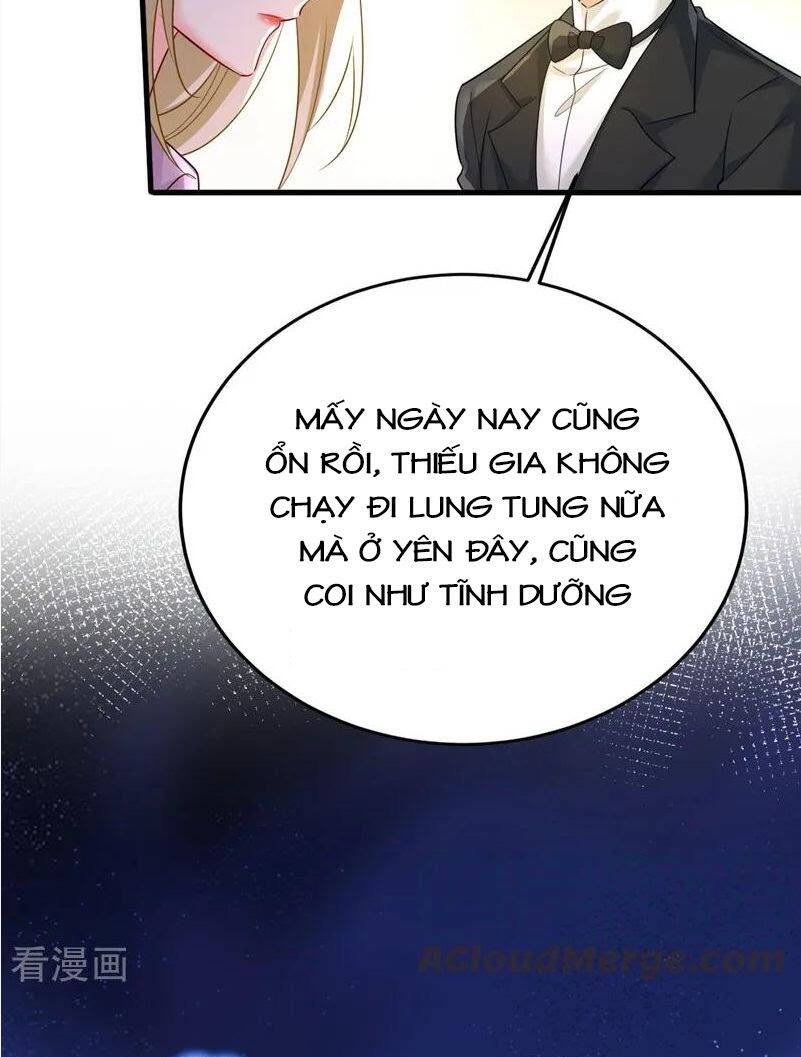 MẤY NGÀY NAY CŨNG
ỔN RỒI, THIẾU GIA KHÔNG
CHẠY ĐI LUNG TUNG NỮA
MÀ Ở YÊN ĐÂY, CŨNG
COI NHƯ TĨNH DƯỠNG
看漫画
ACloudMerge.com